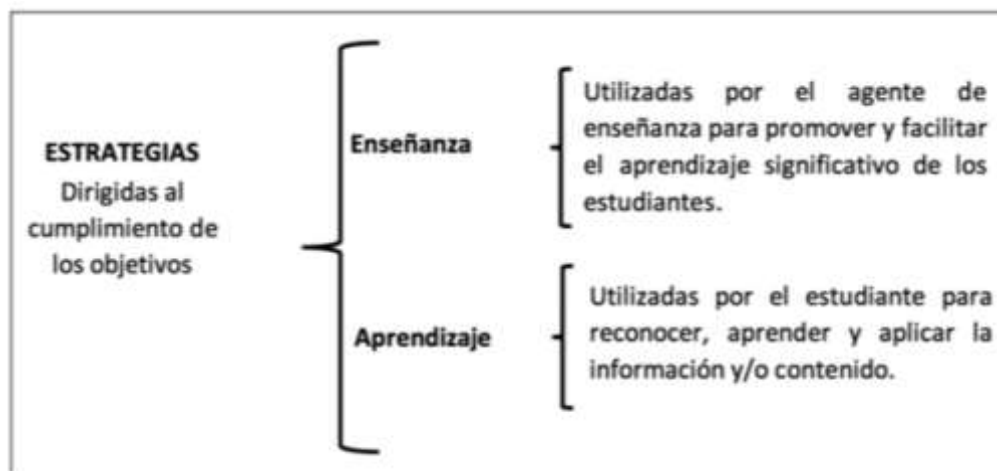 ESTRATEGIAS
Dirigidas al
cumplimiento de
los objetivos
Enseñanza
Utilizadas por el agente de
enseñanza para promover y facilitar
el aprendizaje significativo de los
estudiantes.
Aprendizaje
Utilizadas por el estudiante para
reconocer, aprender y aplicar la
información y/o contenido.